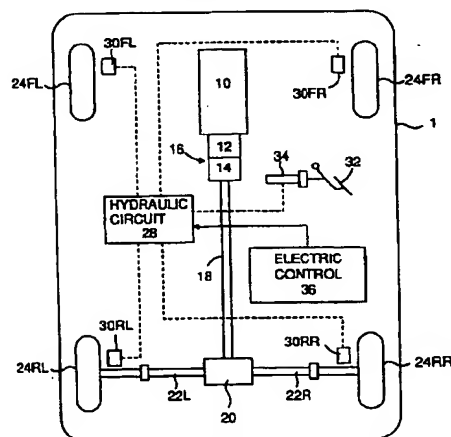 30FL
24FL
10
30FR
24FR
1
12
16
14
34
32
HYDRAULIC
CIRCUIT
28
18
ELECTRIC
CONTROL
36
30RL
30RR
24RL
24RR
22L
20
22R